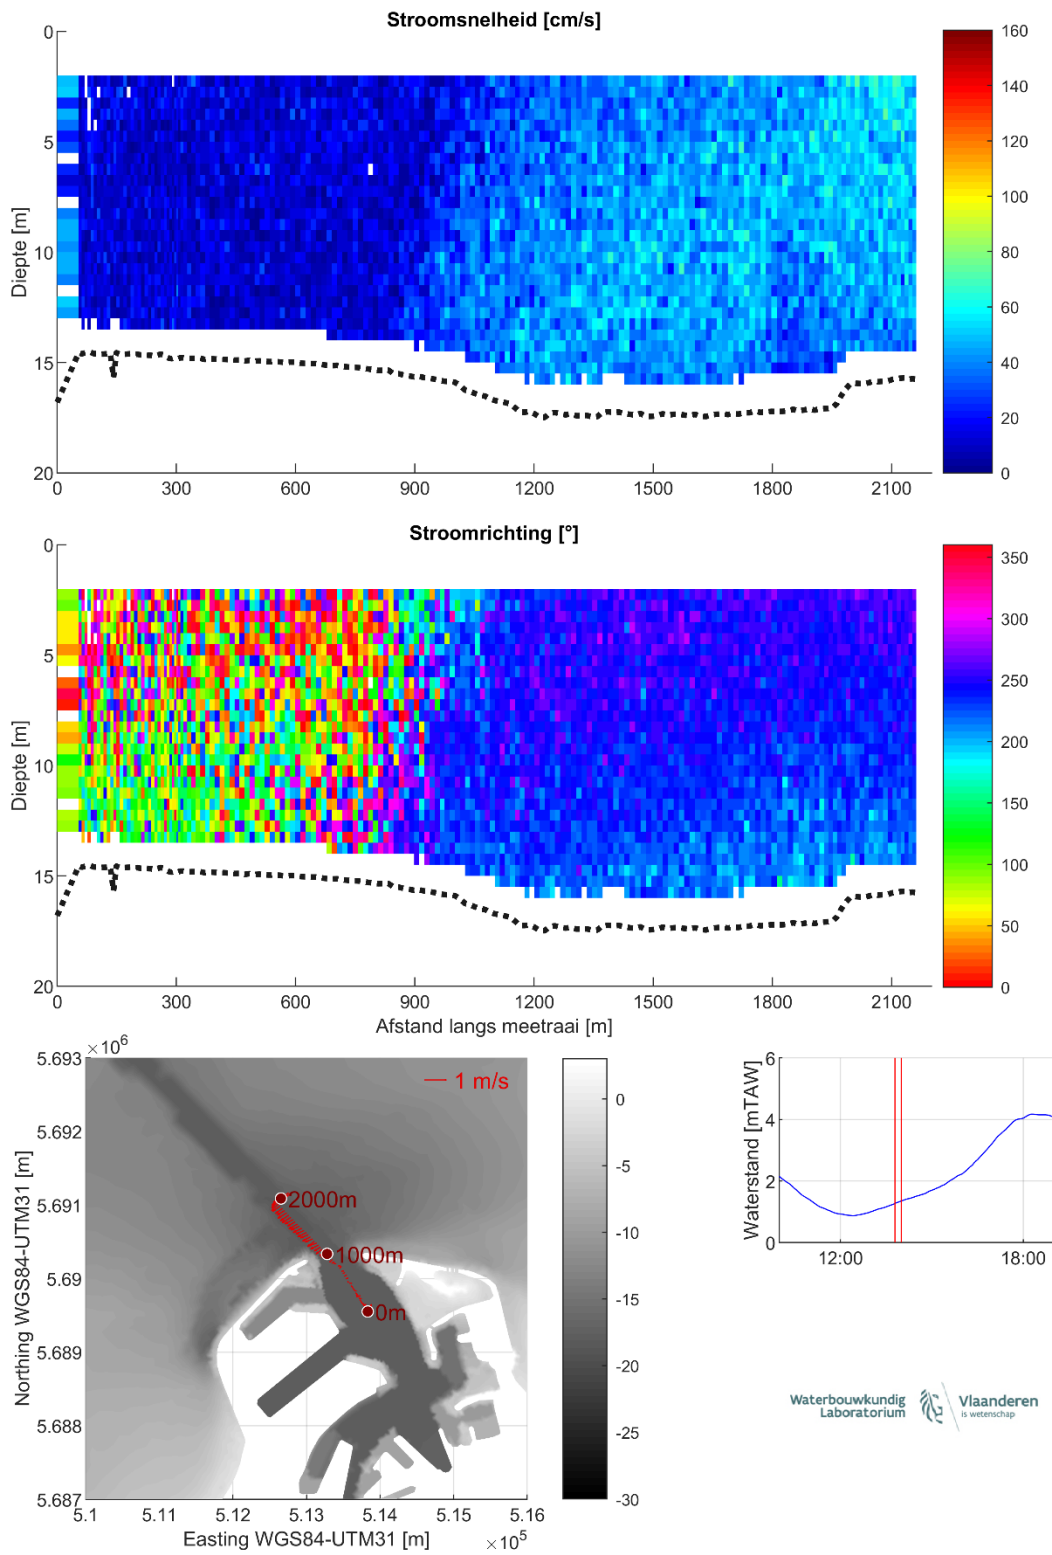 Stroomsnelheid [cm/s]
Diepte [m]
0
5
10
15
20
0 300 600 900 1200 1500 1800 2100
160
140
120
100
80
60
40
20
0
Stroomrichting [°]
Diepte [m]
0
5
10
15
20
0 300 600 900 1200 1500 1800 2100
Afstand langs meetraai [m]
350
300
250
200
150
100
50
0
×10⁶
Northing WGS84-UTM31 [m]
5.693
5.692
5.691
5.69
5.689
5.688
5.687
1 m/s
2000m
1000m
0m
5.1 5.11 5.12 5.13 5.14 5.15 5.16
Easting WGS84-UTM31 [m]
×10⁵
0
-5
-10
-15
-20
-25
-30
Waterstand [mTAW]
6
4
2
0
12:00 18:00
Waterbouwkundig
Laboratorium
Vlaanderen
is wetenschap